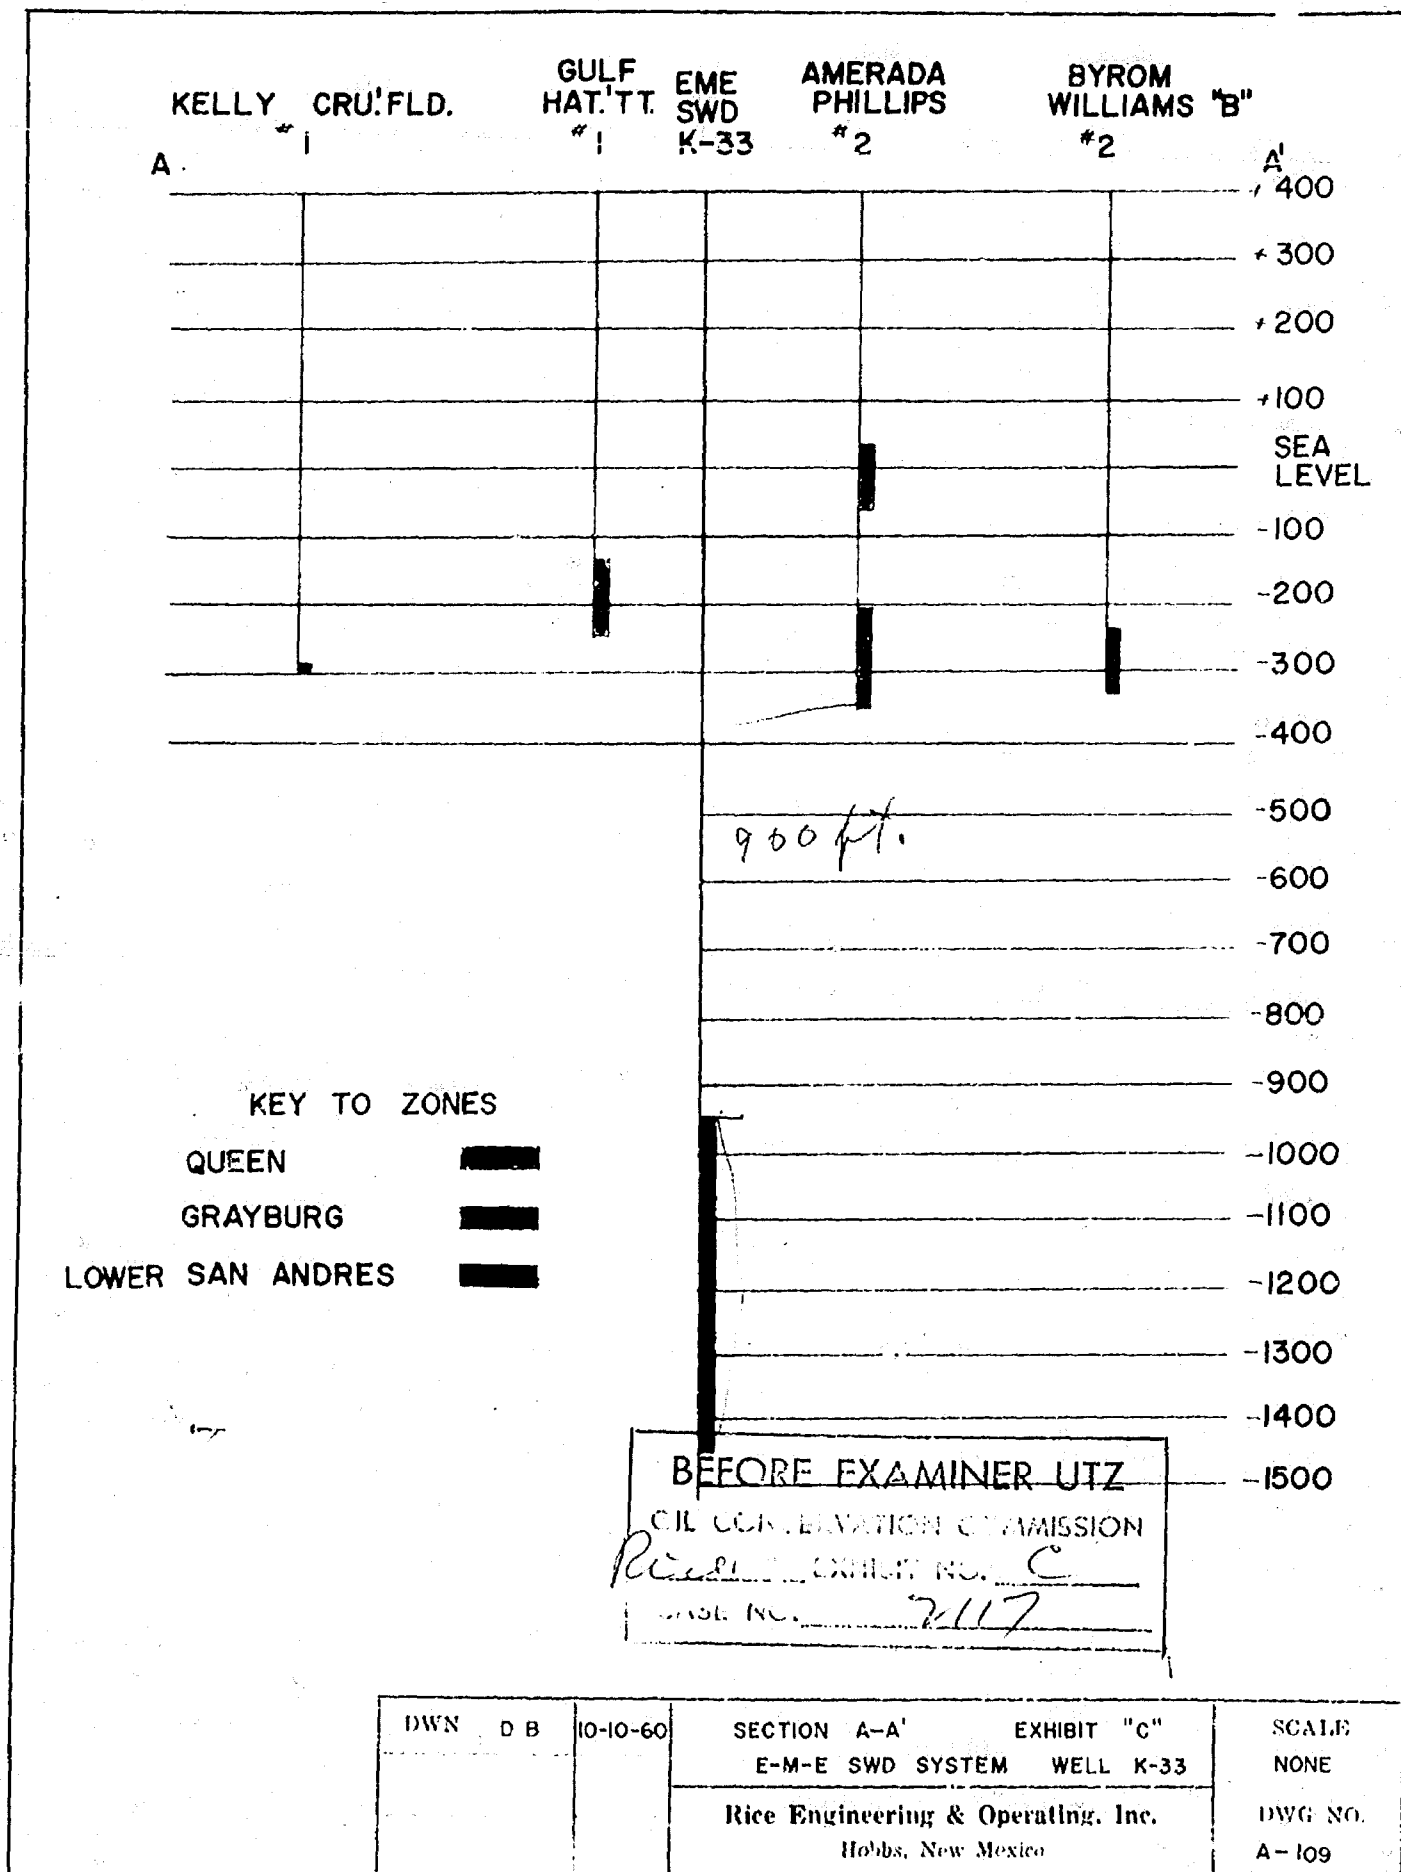 KELLY CRU.'FLD.
#1
GULF
HAT.'TT.
#1
EME
SWD
K-33
AMERADA
PHILLIPS
#2
BYROM
WILLIAMS "B"
#2
A
A'
+400
+300
+200
+100
SEA
LEVEL
-100
-200
-300
-400
-500
900 ft.
-600
-700
-800
-900
-1000
-1100
-1200
-1300
-1400
-1500
KEY TO ZONES
QUEEN
GRAYBURG
LOWER SAN ANDRES
BEFORE EXAMINER UTZ
OIL CONSERVATION COMMISSION
EXHIBIT NO. C
CASE NO. 2117
DWN D B 10-10-60
SECTION A-A' EXHIBIT "C"
E-M-E SWD SYSTEM WELL K-33
Rice Engineering & Operating, Inc.
Hobbs, New Mexico
SCALE
NONE
DWG NO.
A-109